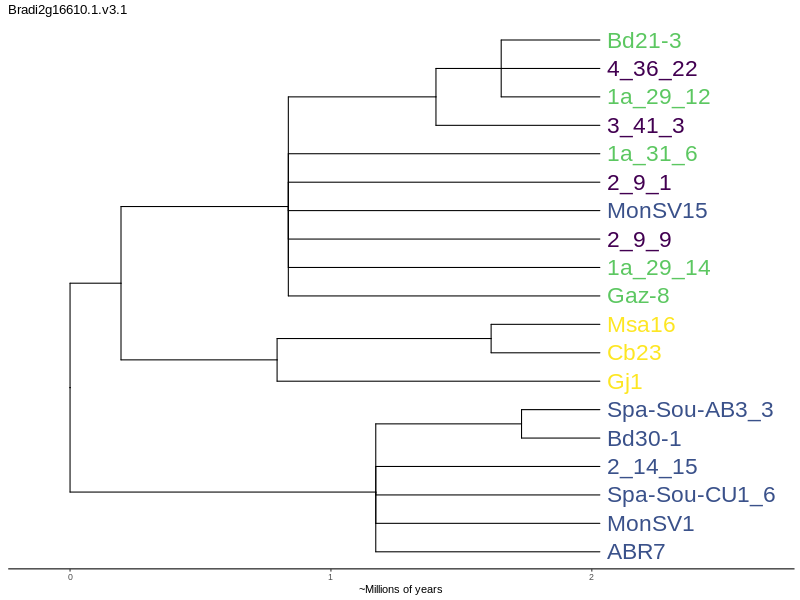 Bradi2g16610.1.v3.1
Bd21-3
4_36_22
1a_29_12
3_41_3
1a_31_6
2_9_1
MonSV15
2_9_9
1a_29_14
Gaz-8
Msa16
Cb23
Gj1
Spa-Sou-AB3_3
Bd30-1
2_14_15
Spa-Sou-CU1_6
MonSV1
ABR7
0 1 2
~Millions of years